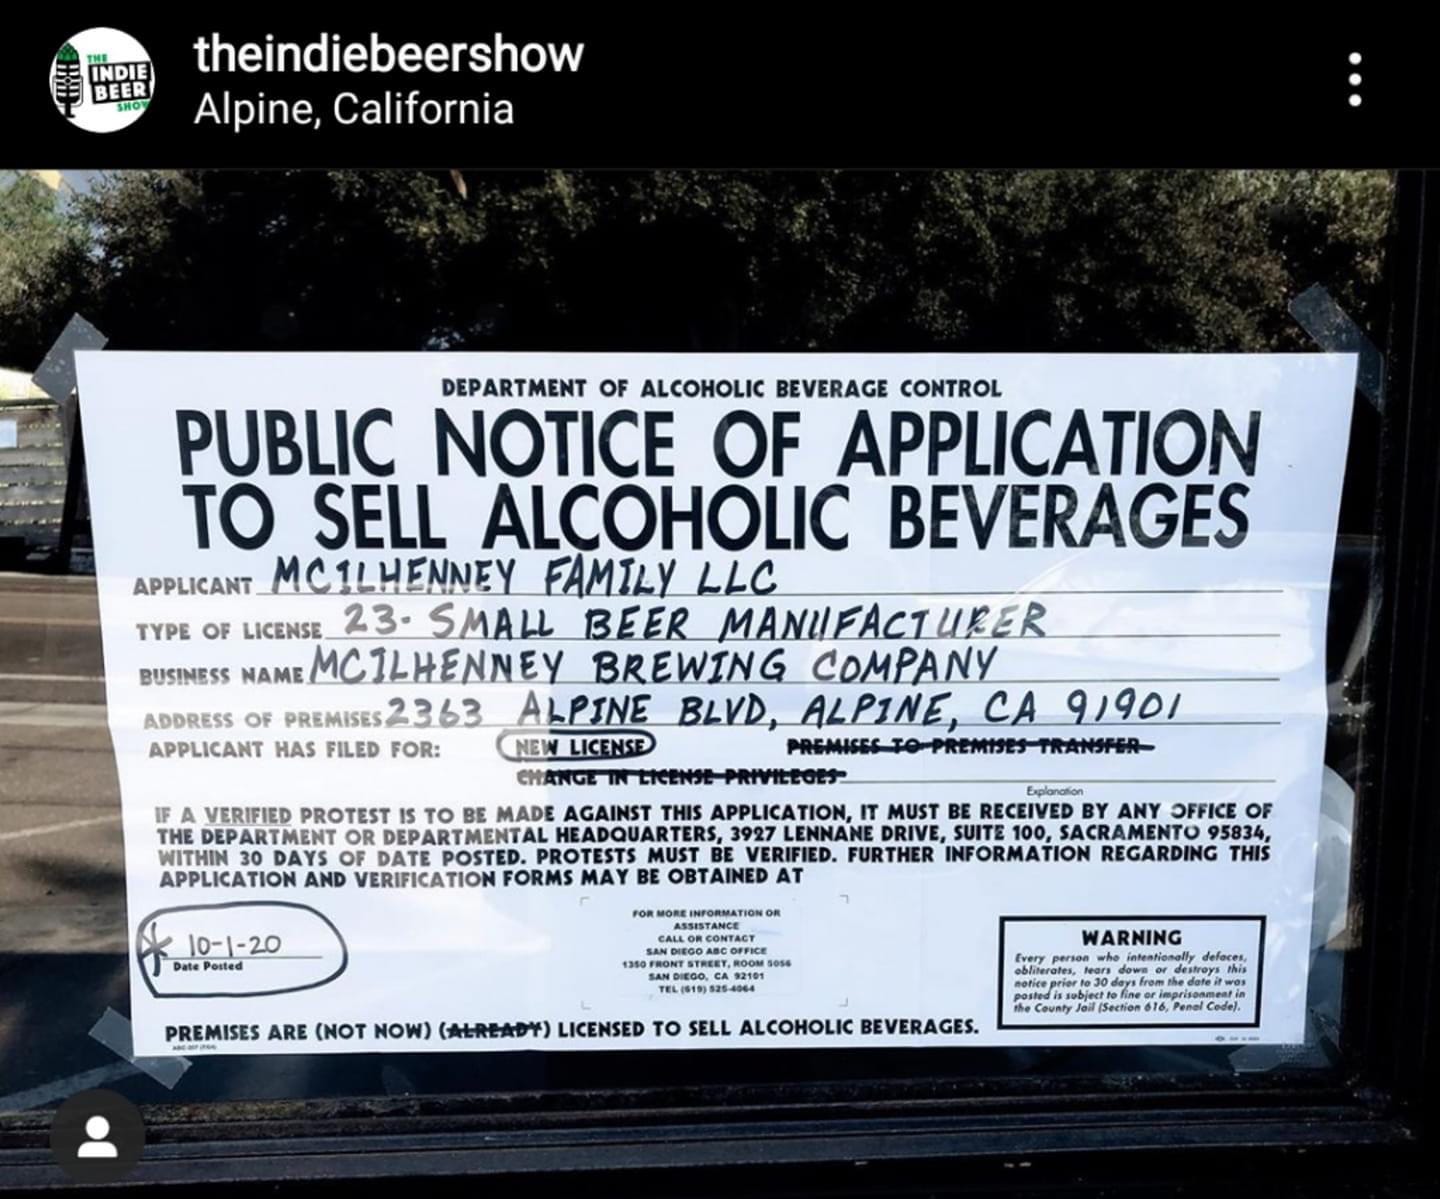 THE
INDIE
BEER
SHOW
theindiebeershow
Alpine, California
DEPARTMENT OF ALCOHOLIC BEVERAGE CONTROL
PUBLIC NOTICE OF APPLICATION
TO SELL ALCOHOLIC BEVERAGES
APPLICANT MCILHENNEY FAMILY LLC
TYPE OF LICENSE 23- SMALL BEER MANUFACTURER
BUSINESS NAME MCILHENNEY BREWING COMPANY
ADDRESS OF PREMISES 2363 ALPINE BLVD, ALPINE, CA 91901
APPLICANT HAS FILED FOR: NEW LICENSE PREMISES TO PREMISES TRANSFER
CHANGE IN LICENSE PRIVILEGES
Explanation
IF A VERIFIED PROTEST IS TO BE MADE AGAINST THIS APPLICATION, IT MUST BE RECEIVED BY ANY OFFICE OF
THE DEPARTMENT OR DEPARTMENTAL HEADQUARTERS, 3927 LENNANE DRIVE, SUITE 100, SACRAMENTO 95834,
WITHIN 30 DAYS OF DATE POSTED. PROTESTS MUST BE VERIFIED. FURTHER INFORMATION REGARDING THIS
APPLICATION AND VERIFICATION FORMS MAY BE OBTAINED AT
* 10-1-20
Date Posted
FOR MORE INFORMATION OR
ASSISTANCE
CALL OR CONTACT
SAN DIEGO ABC OFFICE
1350 FRONT STREET, ROOM 5056
SAN DIEGO, CA 92101
TEL (619) 525-4064
WARNING
Every person who intentionally defaces,
obliterates, tears down or destroys this
notice prior to 30 days from the date it was
posted is subject to fine or imprisonment in
the County Jail (Section 616, Penal Code).
PREMISES ARE (NOT NOW) (ALREADY) LICENSED TO SELL ALCOHOLIC BEVERAGES.